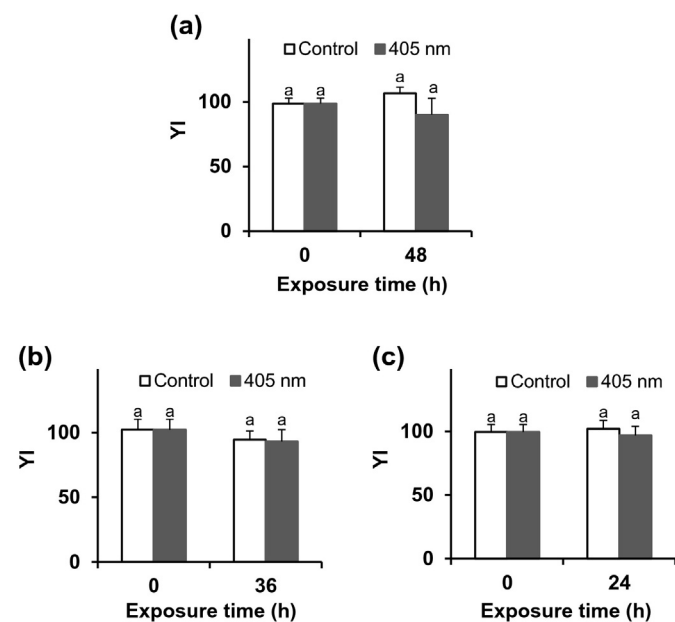 (a)
Control 405 nm
a a a a
100
50
0
YI
0 48
Exposure time (h)
(b)
Control 405 nm
a a a a
100
50
0
YI
0 36
Exposure time (h)
(c)
Control 405 nm
a a a a
100
50
0
YI
0 24
Exposure time (h)